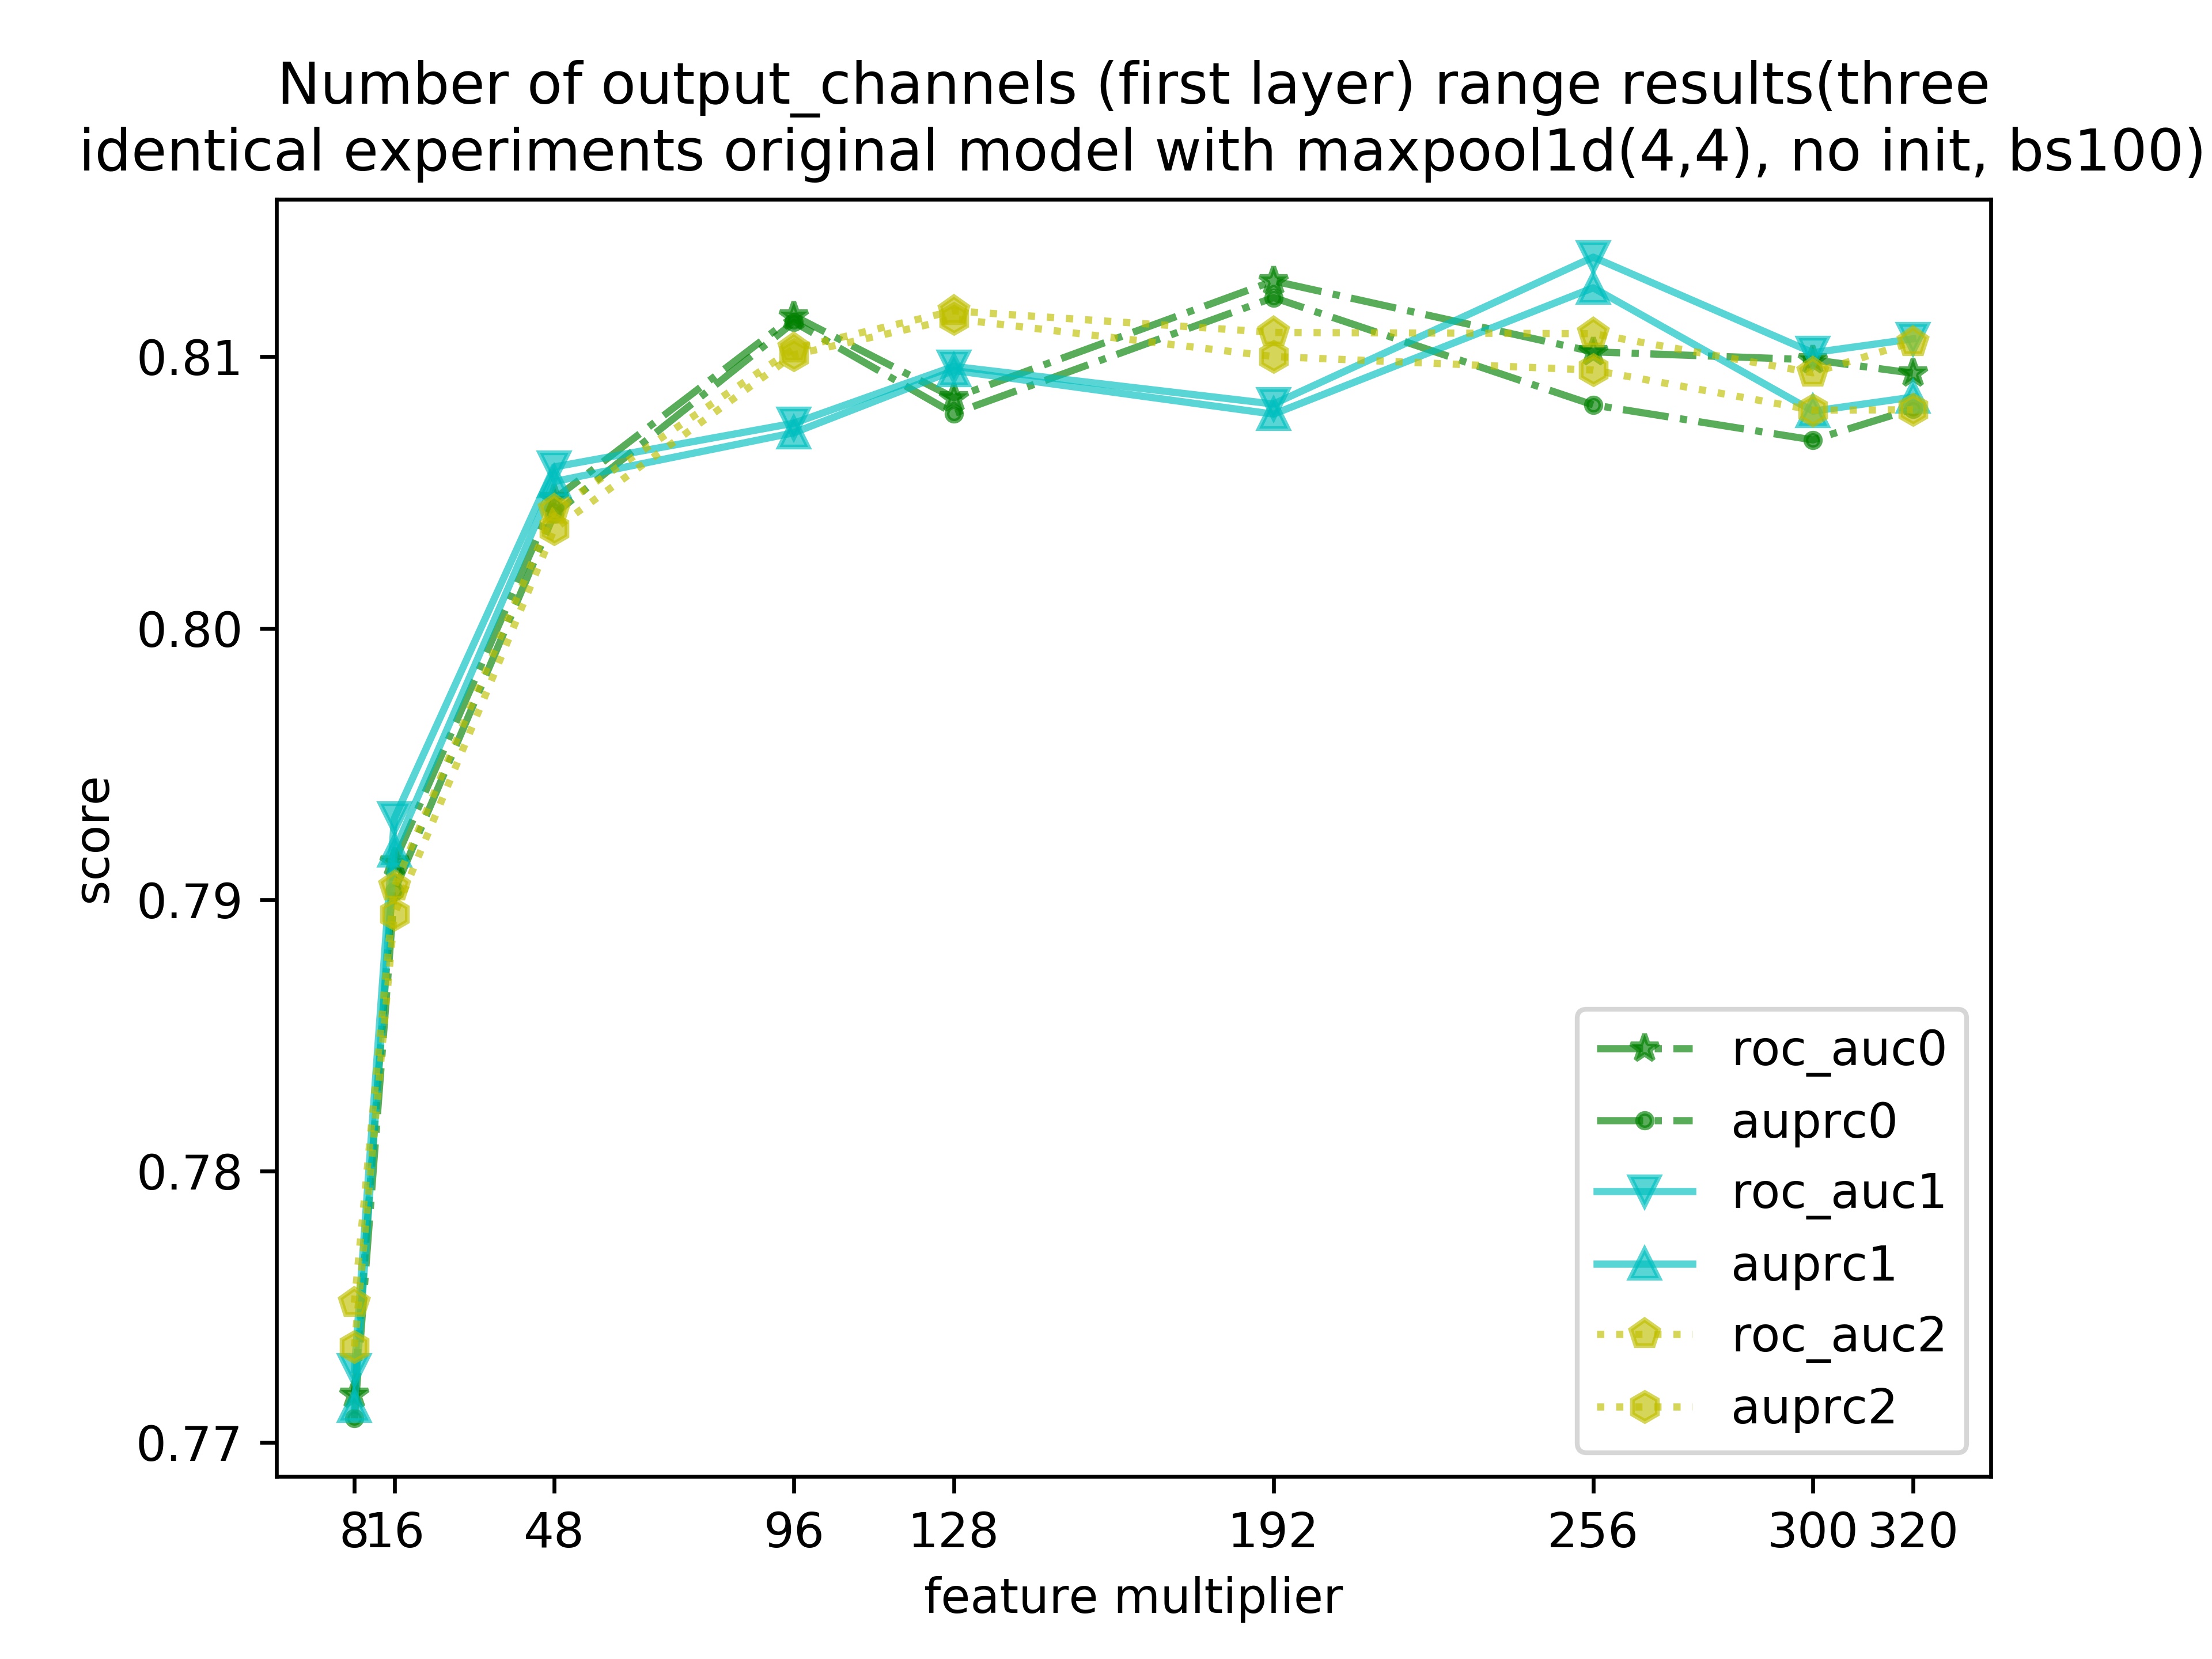 Number of output_channels (first layer) range results(three
identical experiments original model with maxpool1d(4,4), no init, bs100)
0.81
0.80
0.79
0.78
0.77
score
roc_auc0
auprc0
roc_auc1
auprc1
roc_auc2
auprc2
8 16 48 96 128 192 256 300 320
feature multiplier